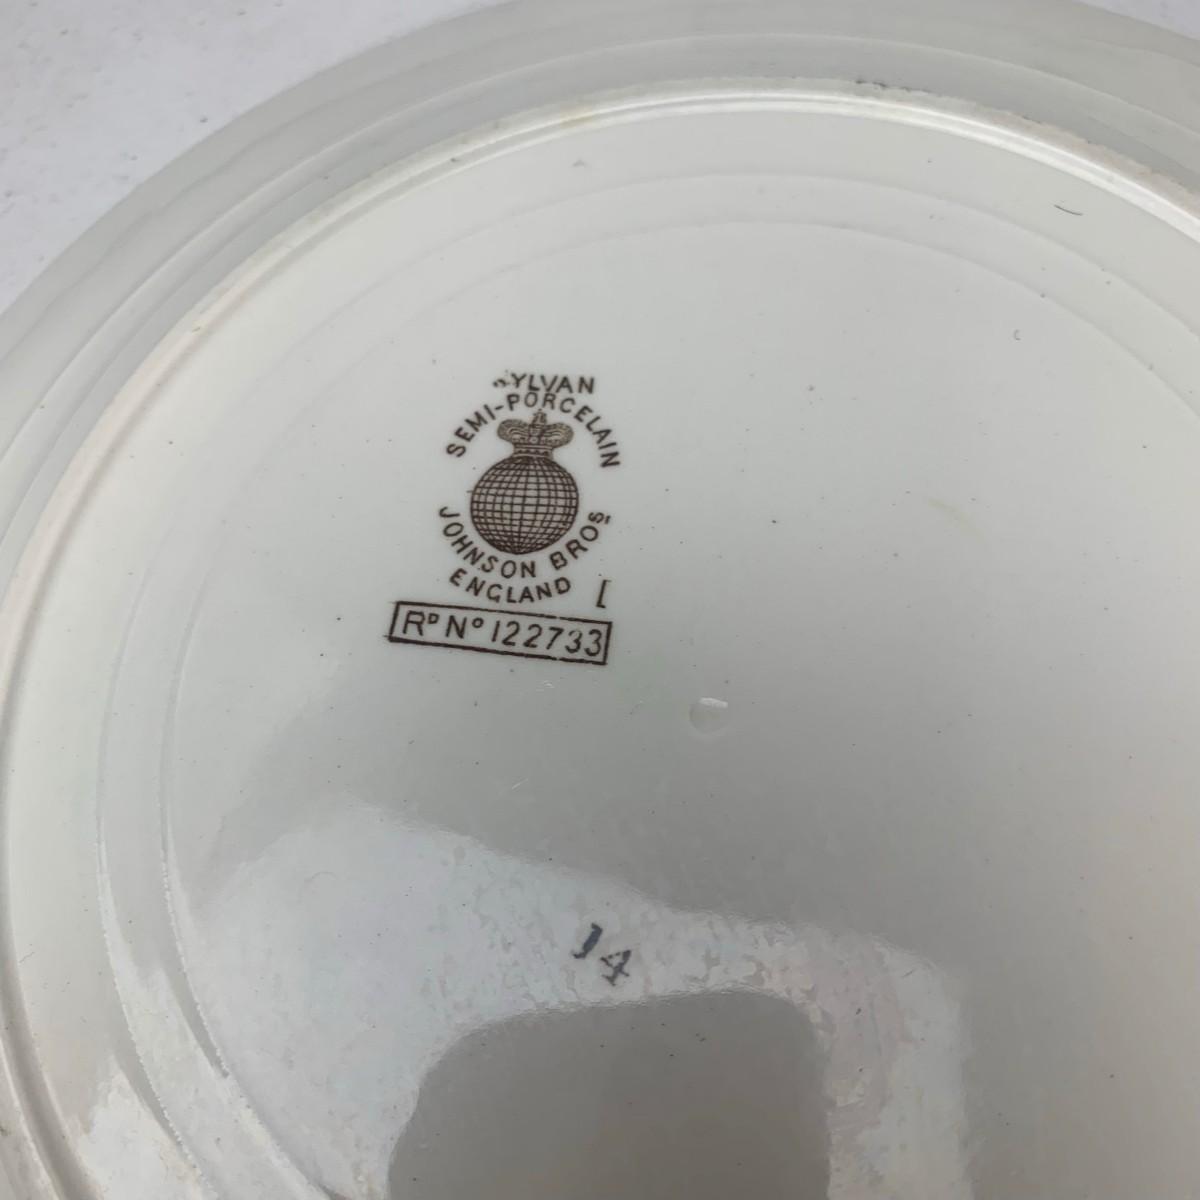 SYLVAN
SEMI-PORCELAIN
JOHNSON BROS
ENGLAND [
RD No 122733
14